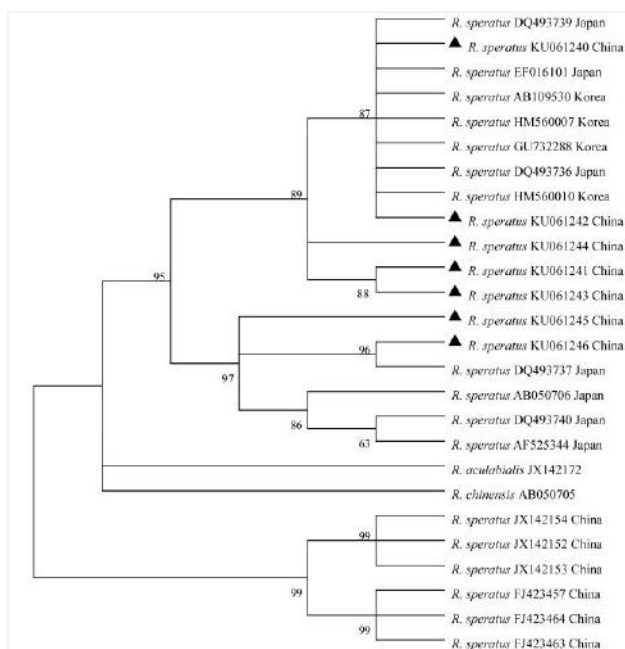 R. speratus DQ493739 Japan
▲ R. speratus KU061240 China
R. speratus EF016101 Japan
R. speratus AB109530 Korea
87
R. speratus HM560007 Korea
R. speratus GU732288 Korea
R. speratus DQ493736 Japan
89
R. speratus HM560010 Korea
▲ R. speratus KU061242 China
▲ R. speratus KU061244 China
95
▲ R. speratus KU061241 China
88
▲ R. speratus KU061243 China
▲ R. speratus KU061245 China
96
▲ R. speratus KU061246 China
97
R. speratus DQ493737 Japan
R. speratus AB050706 Japan
86
R. speratus DQ493740 Japan
63
R. speratus AF525344 Japan
R. aculabialis JX142172
R. chinensis AB050705
R. speratus JX142154 China
99
R. speratus JX142152 China
R. speratus JX142153 China
99
R. speratus FJ423457 China
R. speratus FJ423464 China
99
R. speratus FJ423463 China